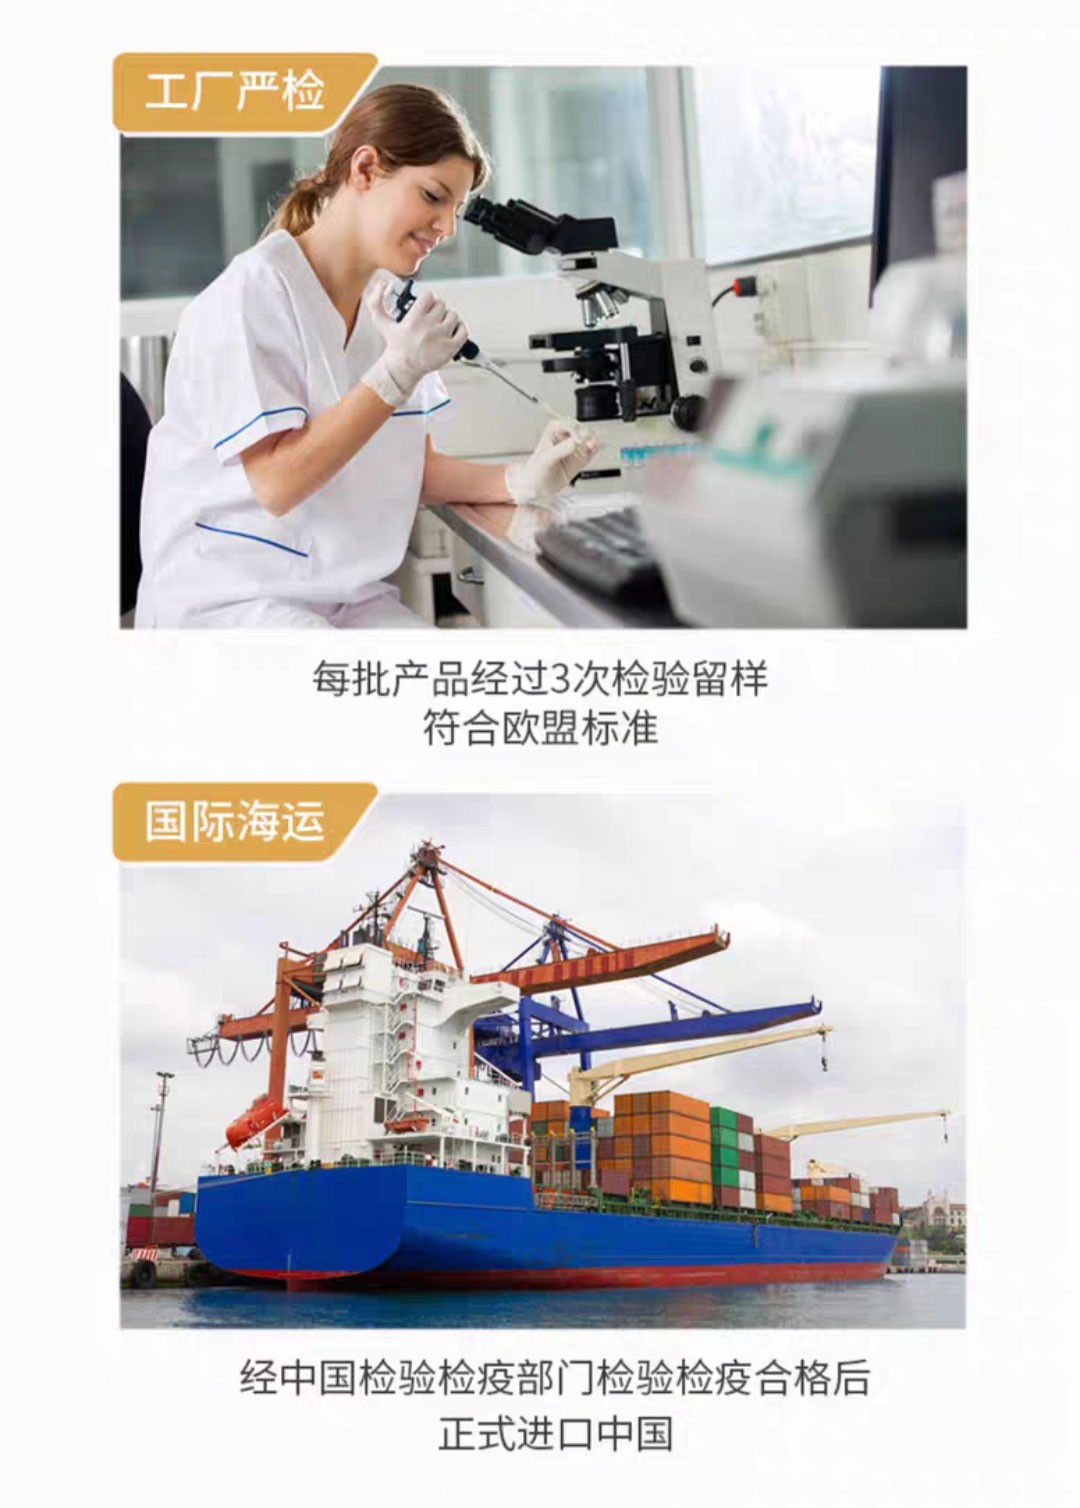 工厂严检
每批产品经过3次检验留样
符合欧盟标准
国际海运
经中国检验检疫部门检验检疫合格后
正式进口中国